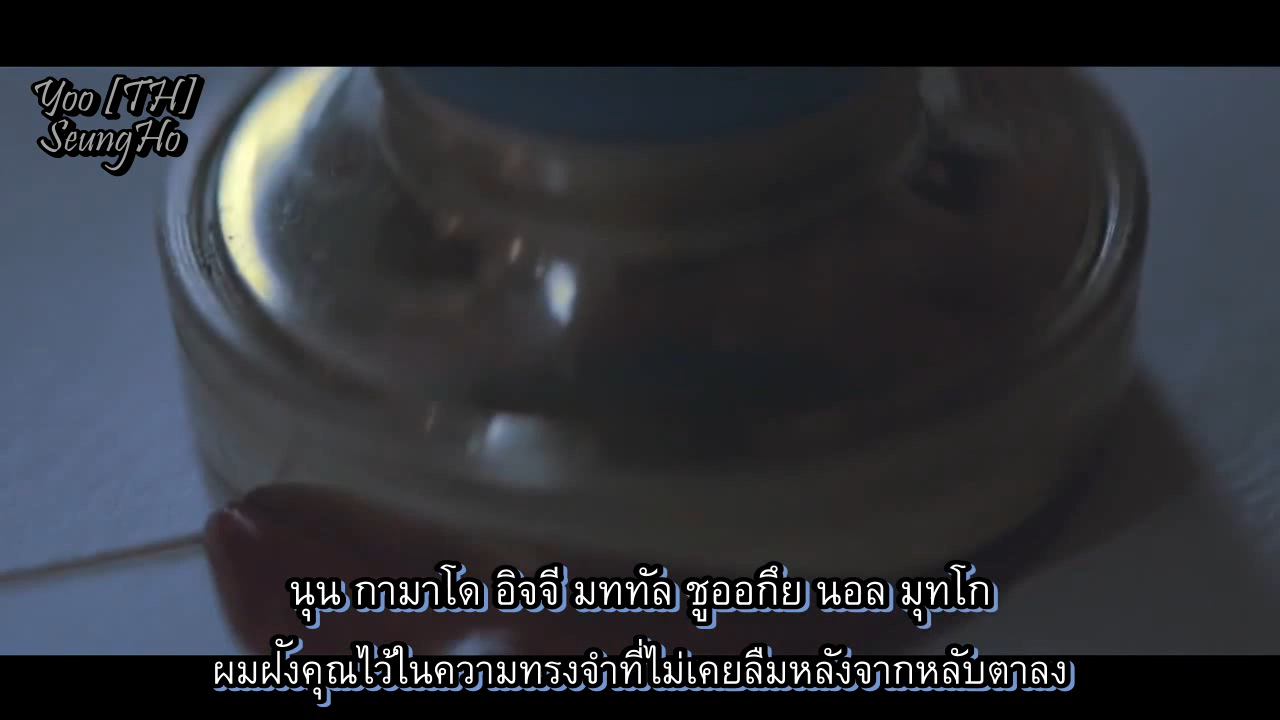 Yoo [TH]
SeungHo
นุน กามาโด อิจจี มททัล ชูออกึย นอล มุทโก
ผมฝังคุณไว้ในความทรงจำที่ไม่เคยลืมหลังจากหลับตาลง